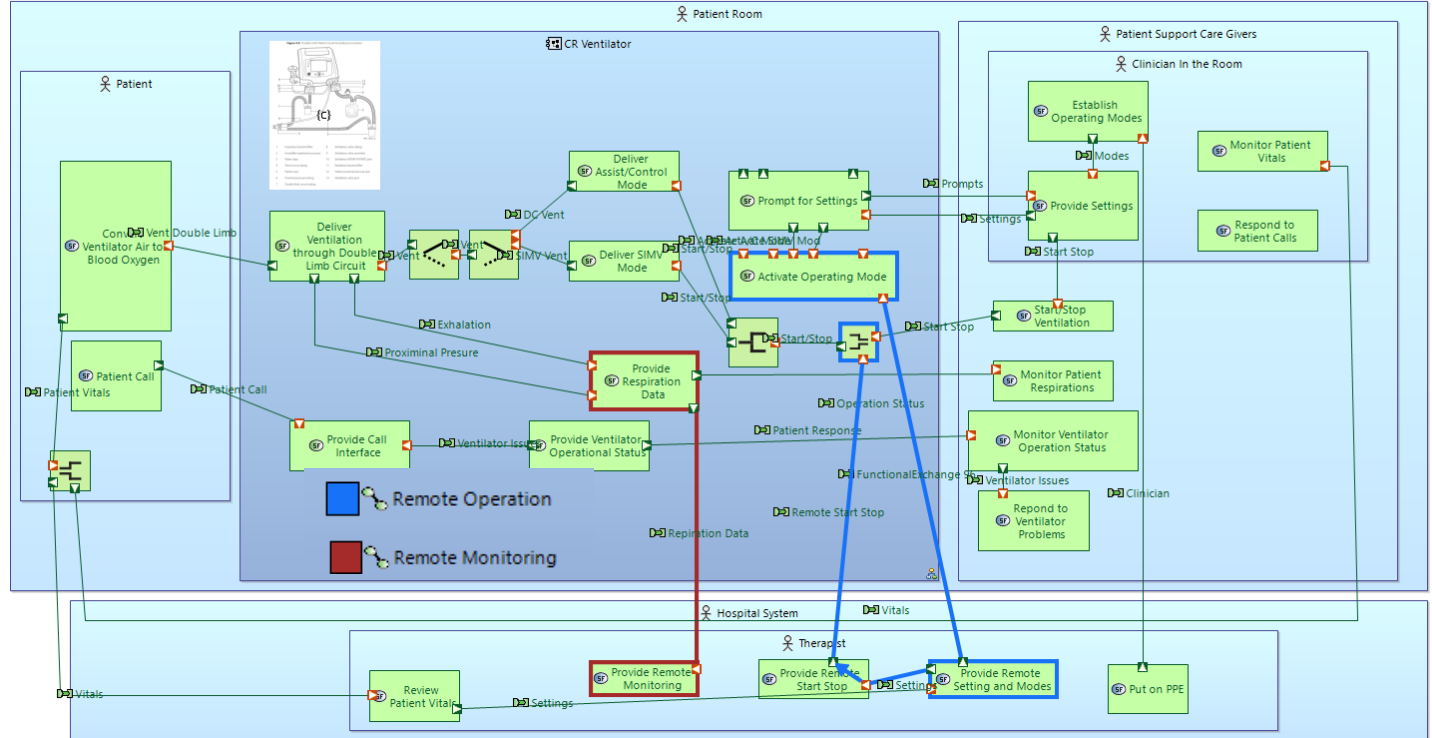 Patient Room
CR Ventilator
Patient Support Care Givers
Clinician In the Room
Patient
{C}
Establish
Operating Modes
Monitor Patient
Vitals
Modes
Deliver
Assist/Control
Mode
Prompt for Settings
Prompts
Settings
Provide Settings
Respond to
Patient Calls
DC Vent
Vent Double Limb
Ventilator Air to
Blood Oxygen
Deliver
Ventilation
through Double
Limb Circuit
Vent
Vent
SIMV Vent
Deliver SIMV
Mode
Start/Stop
Activate Operating Mode
Start Stop
Start/Stop
Exhalation
Proximinal Presure
Start/Stop
Start Stop
Start/Stop
Ventilation
Provide
Respiration
Data
Monitor Patient
Respirations
Patient Call
Patient Vitals
Patient Call
Operation Status
Provide Call
Interface
Ventilator
Provide Ventilator
Operational Status
Patient Response
Monitor Ventilator
Operation Status
FunctionalExchange
Ventilator Issues
Remote Operation
Remote Start Stop
Clinician
Repond to
Ventilator
Problems
Repiration Data
Remote Monitoring
Vitals
Hospital System
Therapist
Vitals
Review
Patient Vitals
Settings
Provide Remote
Monitoring
Provide Remote
Start Stop
Settings
Provide Remote
Setting and Modes
Put on PPE